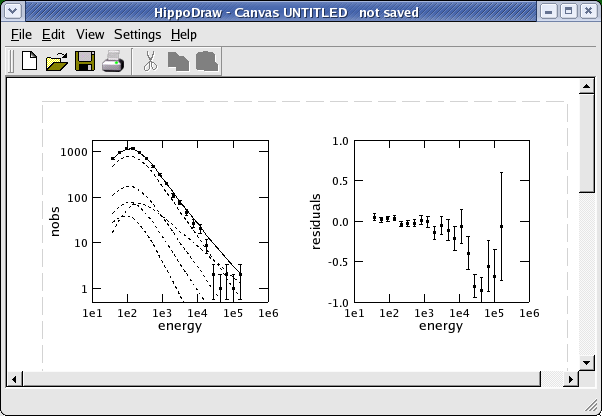 HippoDraw - Canvas UNTITLED   not saved
File Edit View Settings Help
1000
100
10
1
nobs
1e1 1e2 1e3 1e4 1e5 1e6
energy
1.0
0.5
0.0
-0.5
-1.0
residuals
1e1 1e2 1e3 1e4 1e5 1e6
energy